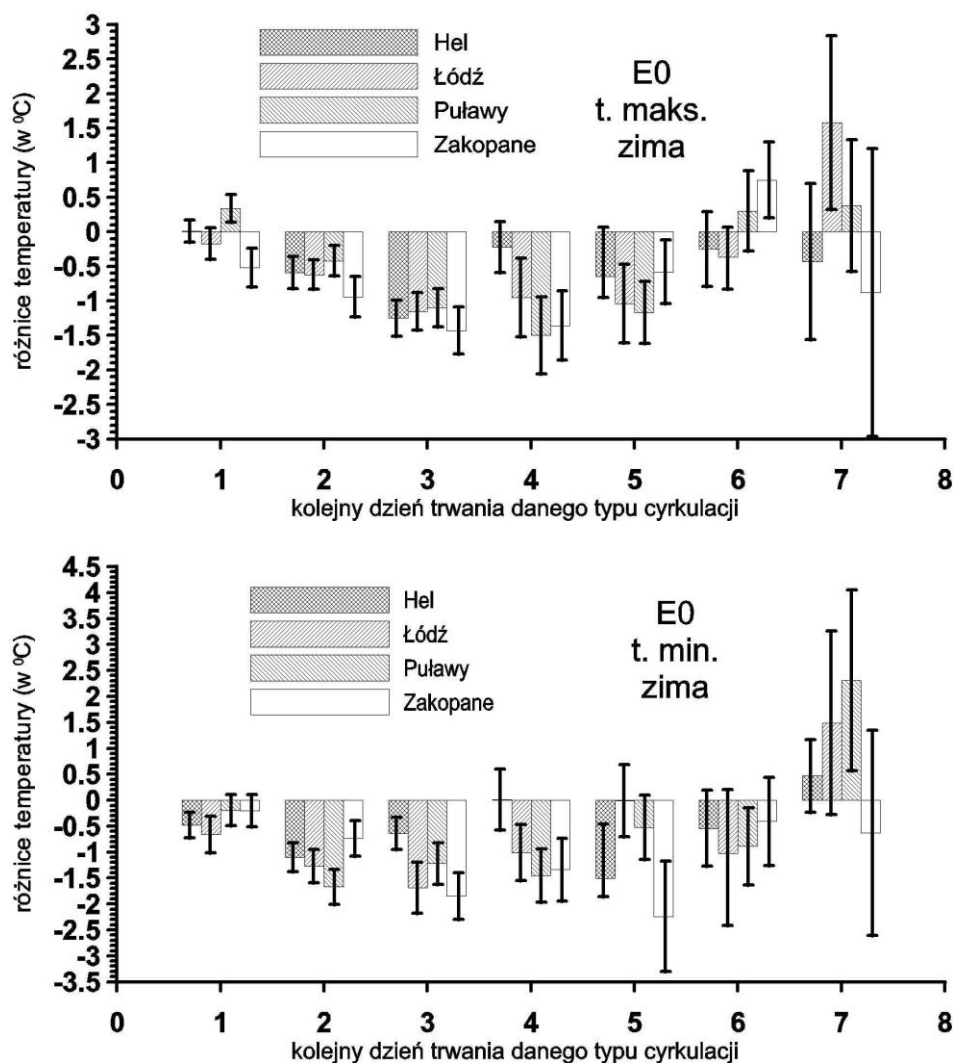 3
2.5
2
1.5
1
0.5
0
-0.5
-1
-1.5
-2
-2.5
-3
różnice temperatury (w ºC)
Hel
Łódź
Puławy
Zakopane
E0
t. maks.
zima
0 1 2 3 4 5 6 7 8
kolejny dzień trwania danego typu cyrkulacji
4.5
4
3.5
3
2.5
2
1.5
1
0.5
0
-0.5
-1
-1.5
-2
-2.5
-3
-3.5
różnice temperatury (w ºC)
Hel
Łódź
Puławy
Zakopane
E0
t. min.
zima
0 1 2 3 4 5 6 7 8
kolejny dzień trwania danego typu cyrkulacji